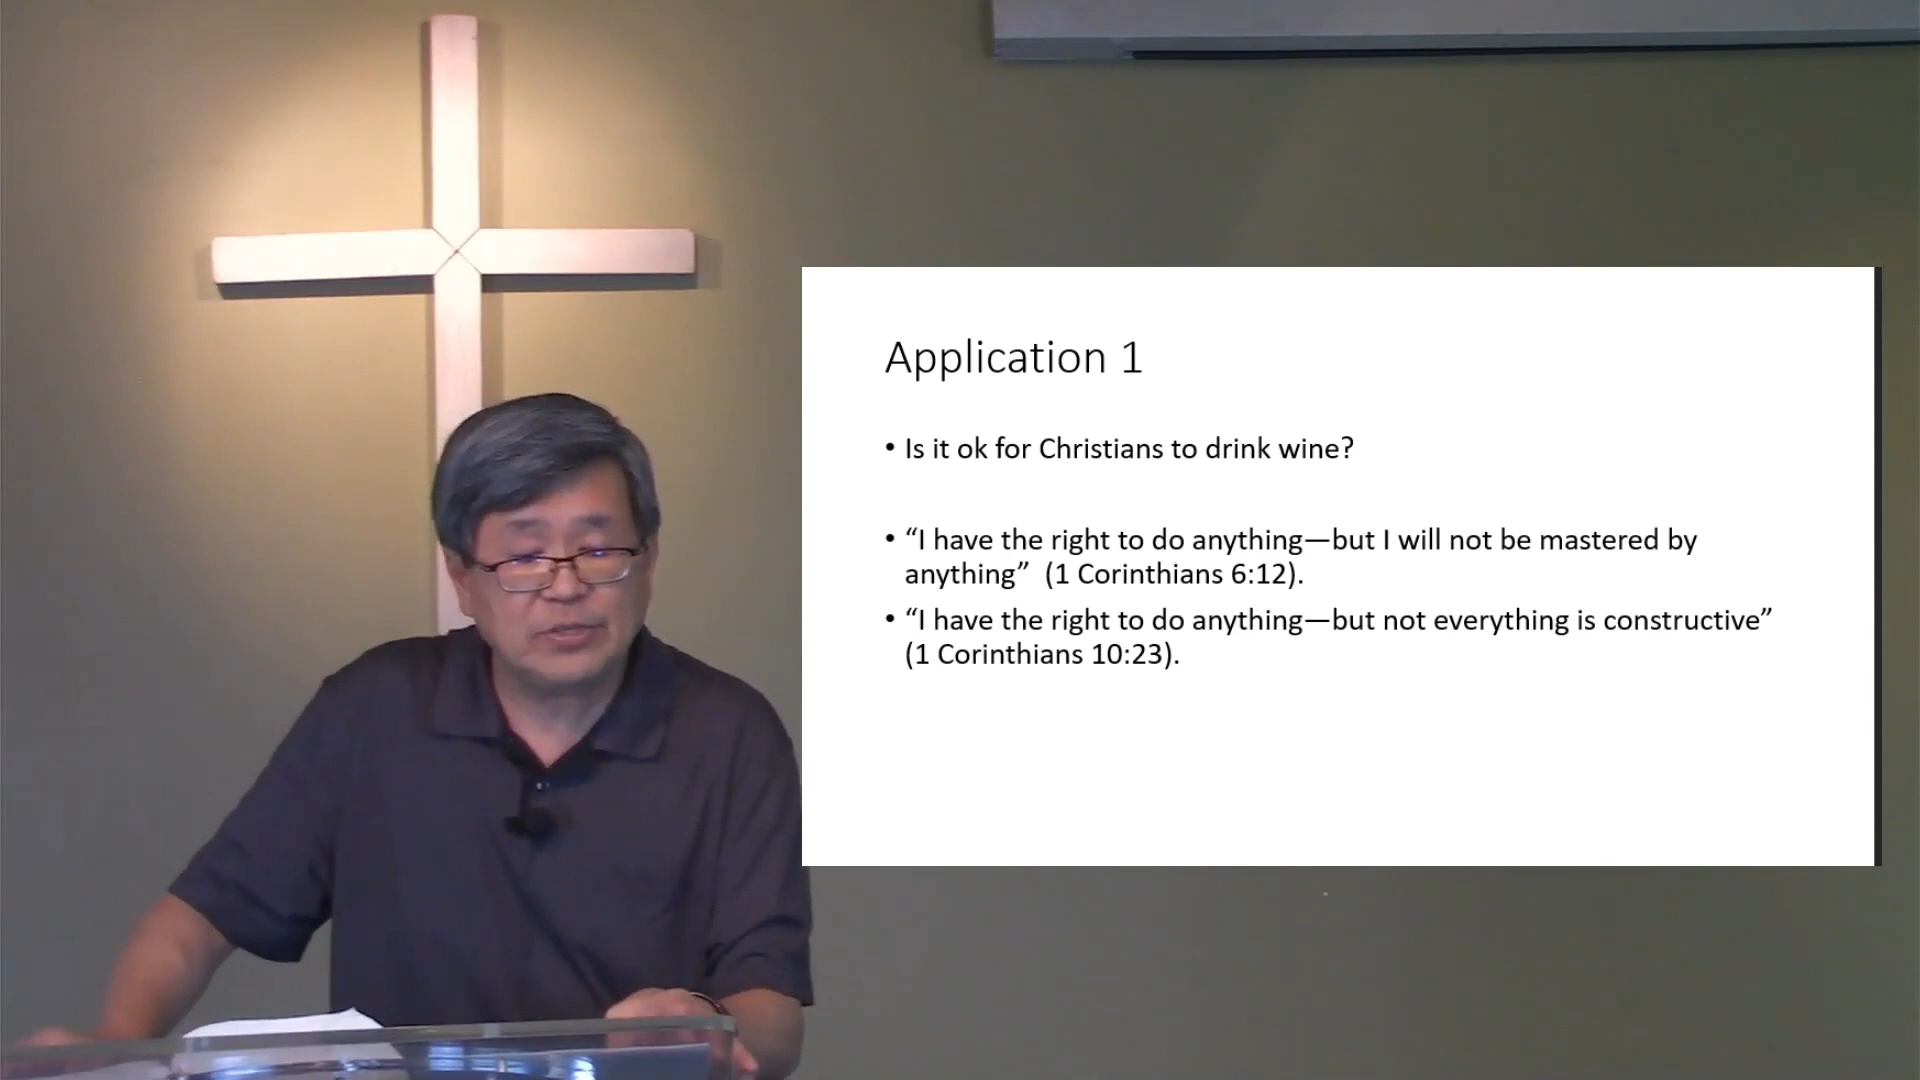 Application 1
• Is it ok for Christians to drink wine?
• “I have the right to do anything—but I will not be mastered by
anything”  (1 Corinthians 6:12).
• “I have the right to do anything—but not everything is constructive”
(1 Corinthians 10:23).